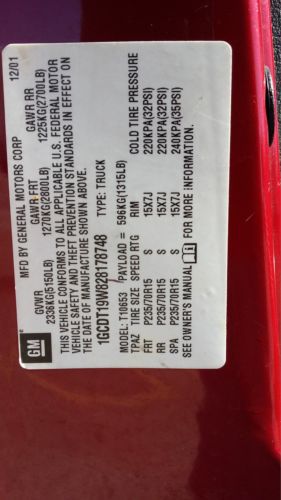 GM
MFD BY GENERAL MOTORS CORP 12/01
GVWR GAWR FRT GAWR RR
2336KG(5150LB) 1270KG(2800LB) 1225KG(2700LB)
THIS VEHICLE CONFORMS TO ALL APPLICABLE U.S. FEDERAL MOTOR
VEHICLE SAFETY AND THEFT PREVENTION STANDARDS IN EFFECT ON
THE DATE OF MANUFACTURE SHOWN ABOVE.
1GCDT19W828178748 TYPE: TRUCK
MODEL: T10653 PAYLOAD = 596KG(1315LB)
TPAZ TIRE SIZE SPEED RTG RIM COLD TIRE PRESSURE
FRT P235/70R15 S 15X7J 220KPA(32PSI)
RR P235/70R15 S 15X7J 220KPA(32PSI)
SPA P235/70R15 S 15X7J 240KPA(35PSI)
SEE OWNER'S MANUAL FOR MORE INFORMATION